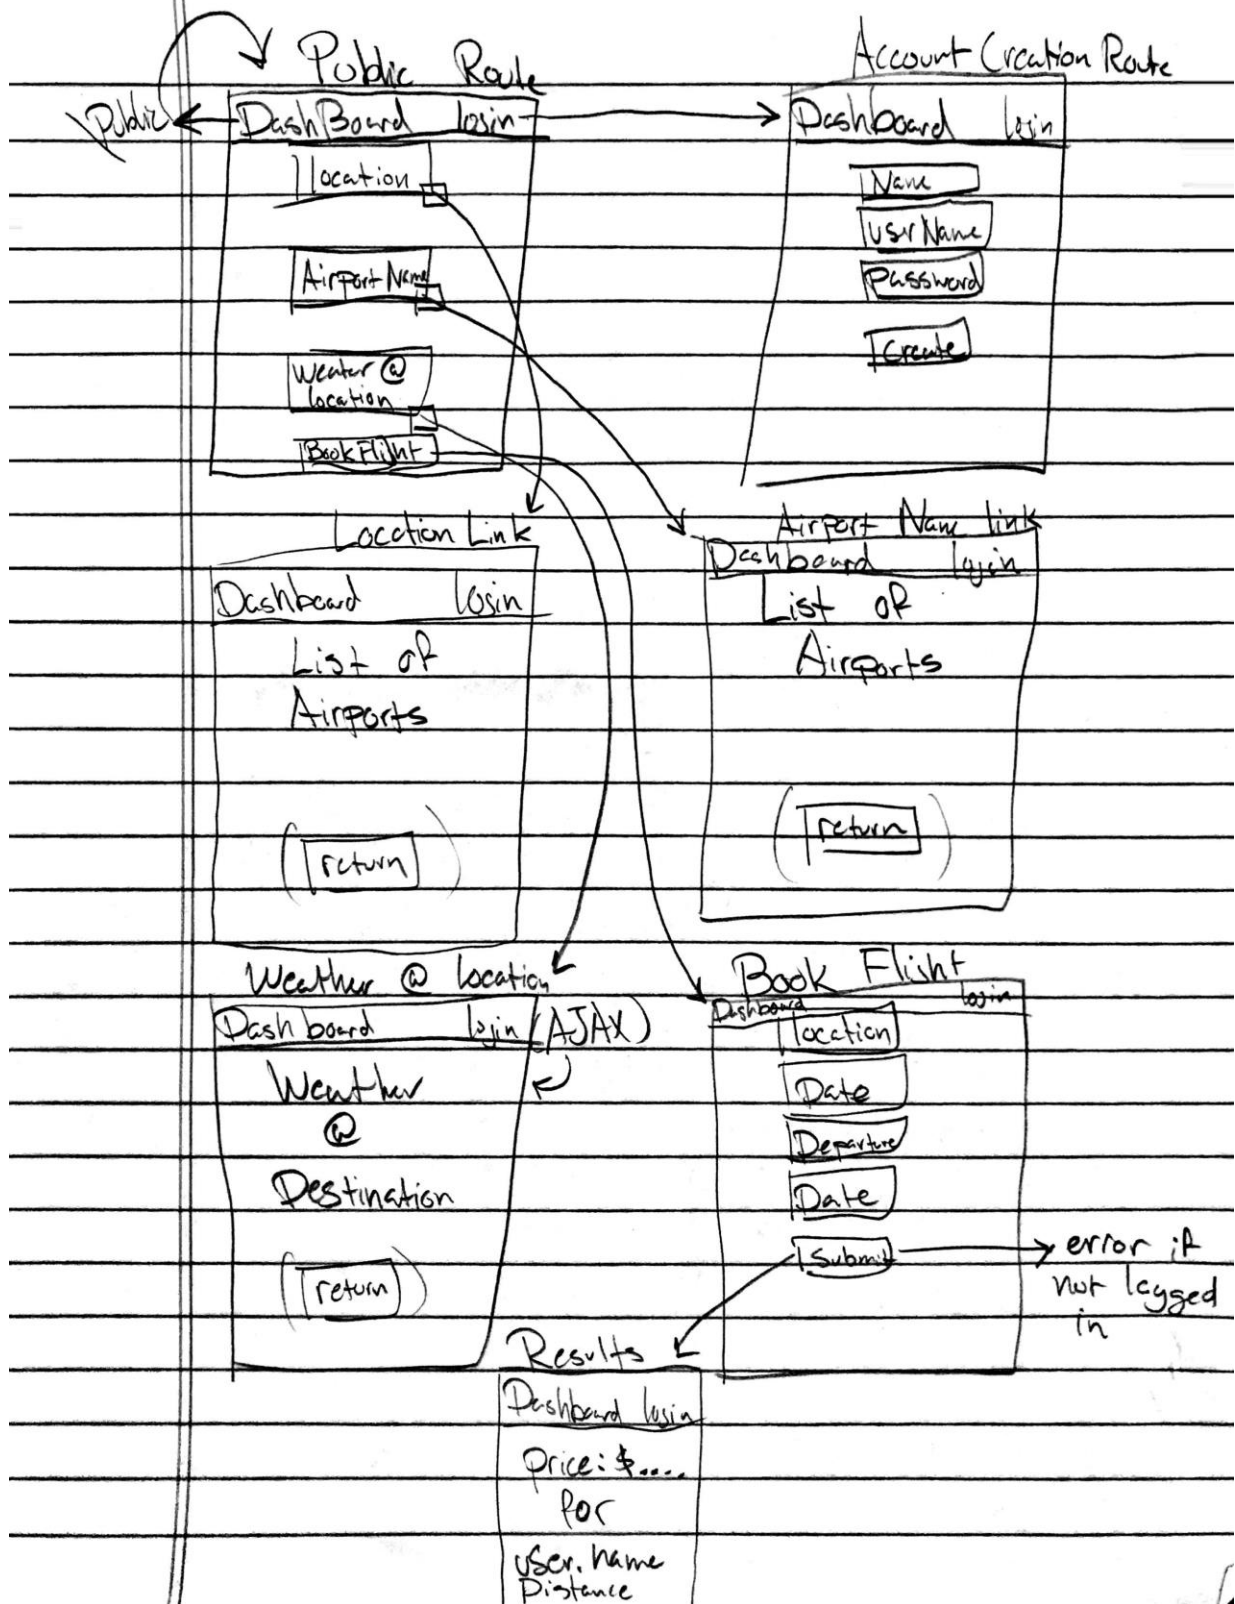 Public Route
Account Creation Route
Public
DashBoard login
Dashboard login
location
Name
UserName
Airport Name
Password
Create
Weater @
location
Book Flight
Location Link
Airport Name link
Dashboard login
Dashboard login
List of
Airports
List of
Airports
return
return
Weather @ location
Book Flight
Dashboard login (AJAX)
Dashboard login
location
Weather
@
Destination
Date
Departure
Date
Submit
error if
not logged
in
return
Results
Dashboard login
price: $....
for
user.name
Distance